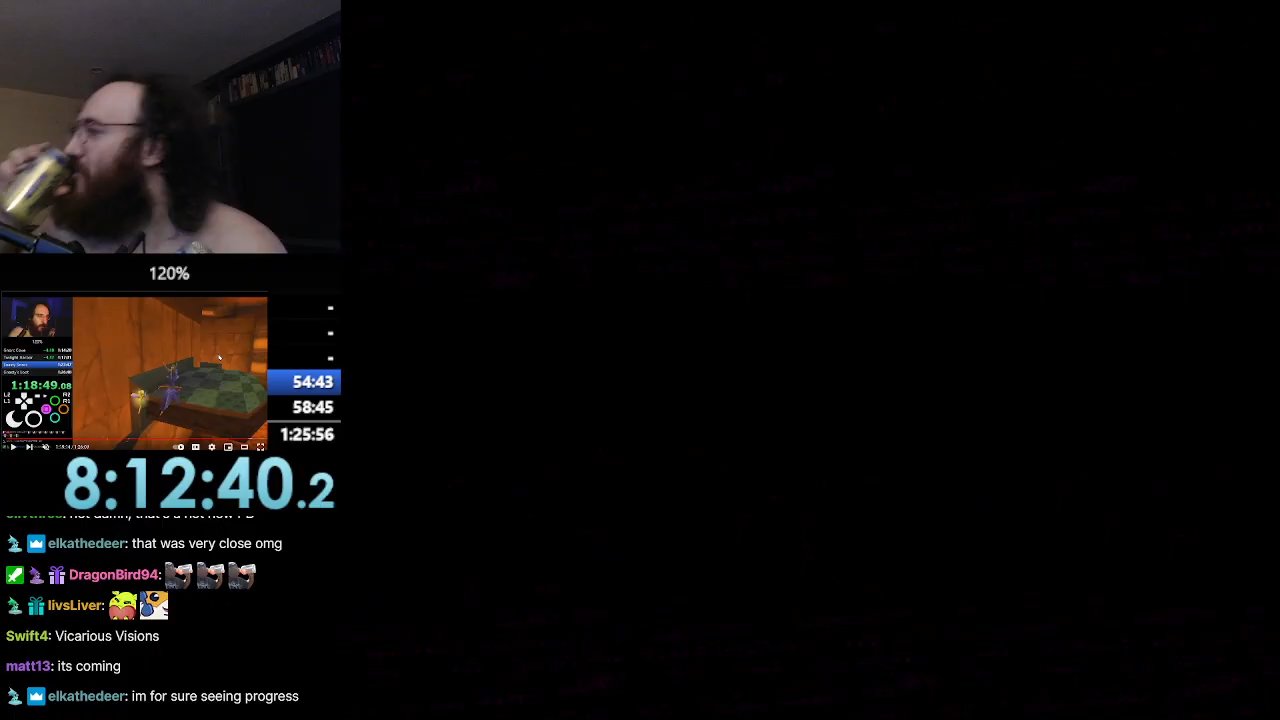 120%
1:18:49.08
54:43
58:45
1:25:56
8:12:40.2
elkathedeer: that was very close omg
DragonBird94:
livsLiver:
Swift4: Vicarious Visions
matt13: its coming
elkathedeer: im for sure seeing progress